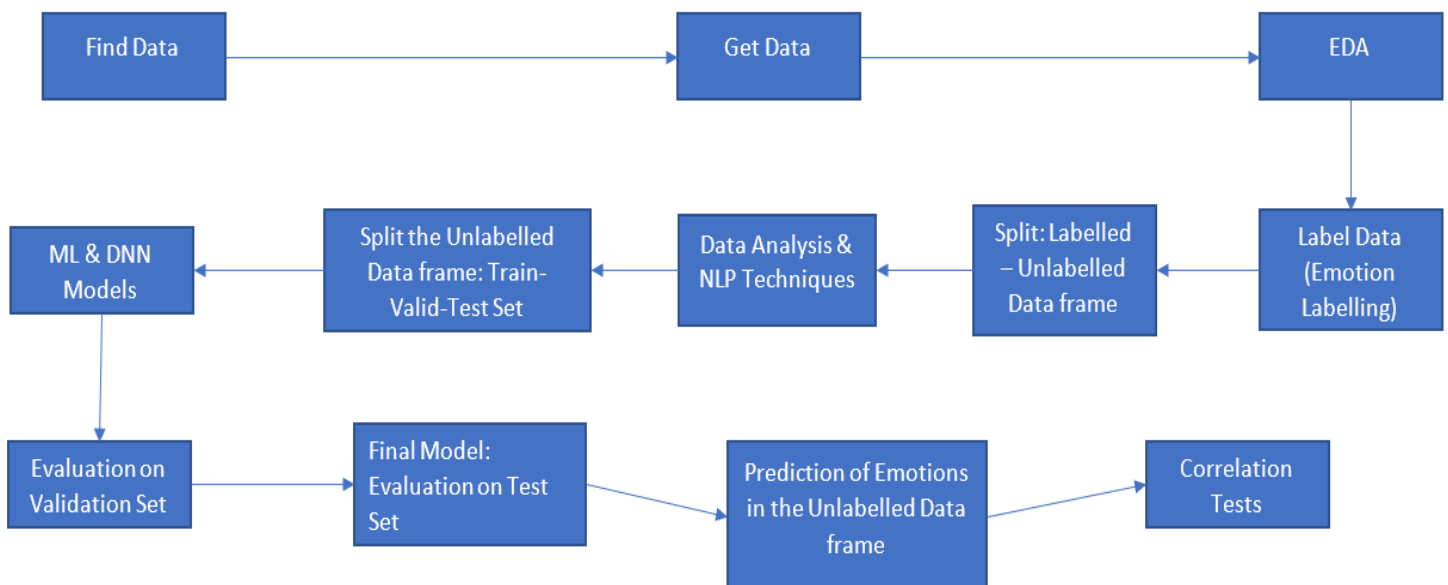 Find Data
Get Data
EDA
Label Data
(Emotion
Labelling)
Split: Labelled
– Unlabelled
Data frame
Data Analysis &
NLP Techniques
Split the Unlabelled
Data frame: Train-
Valid-Test Set
ML & DNN
Models
Evaluation on
Validation Set
Final Model:
Evaluation on Test
Set
Prediction of Emotions
in the Unlabelled Data
frame
Correlation
Tests